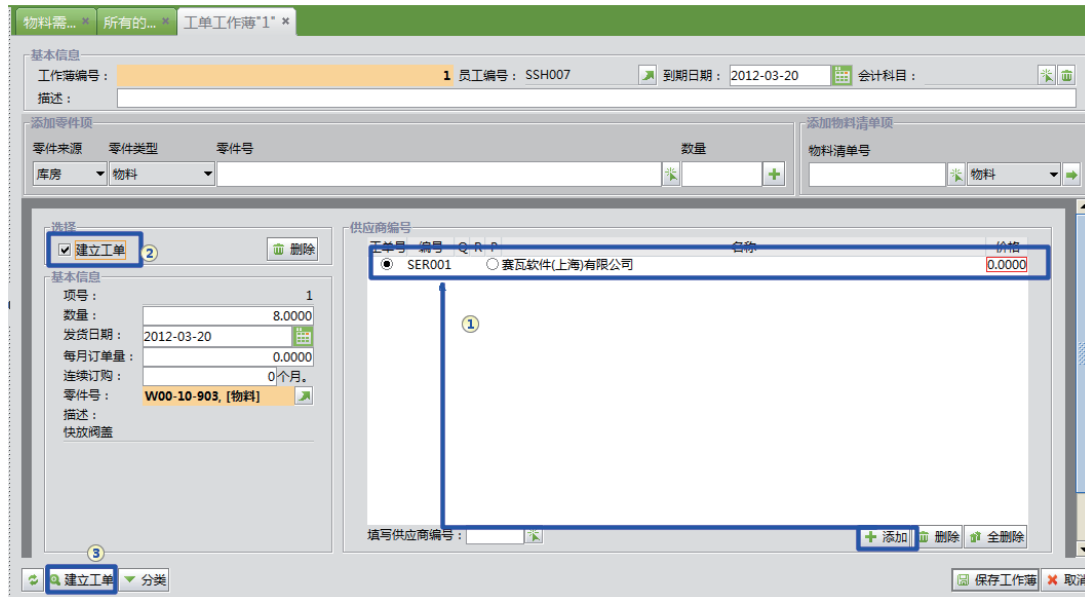 物料需... × 所有的... × 工单工作薄"1" ×
基本信息
工作薄编号： 1 员工编号： SSH007 到期日期： 2012-03-20 会计科目：
描述：
添加零件项 添加物料清单项
零件来源 零件类型 零件号 数量 物料清单号
库房 物料 物料
选择 供应商编号
建立工单 ② 删除 工单号 编号 Q R P 名称 价格
SER001 赛瓦软件(上海)有限公司 0.0000
基本信息
项号： 1
数量： 8.0000 ①
发货日期： 2012-03-20
每月订单量： 0.0000
连续订购： 0 个月。
零件号： W00-10-903, [物料]
描述：
快放阀盖
填写供应商编号： 添加 删除 全删除
③
建立工单 分类 保存工作薄 取消